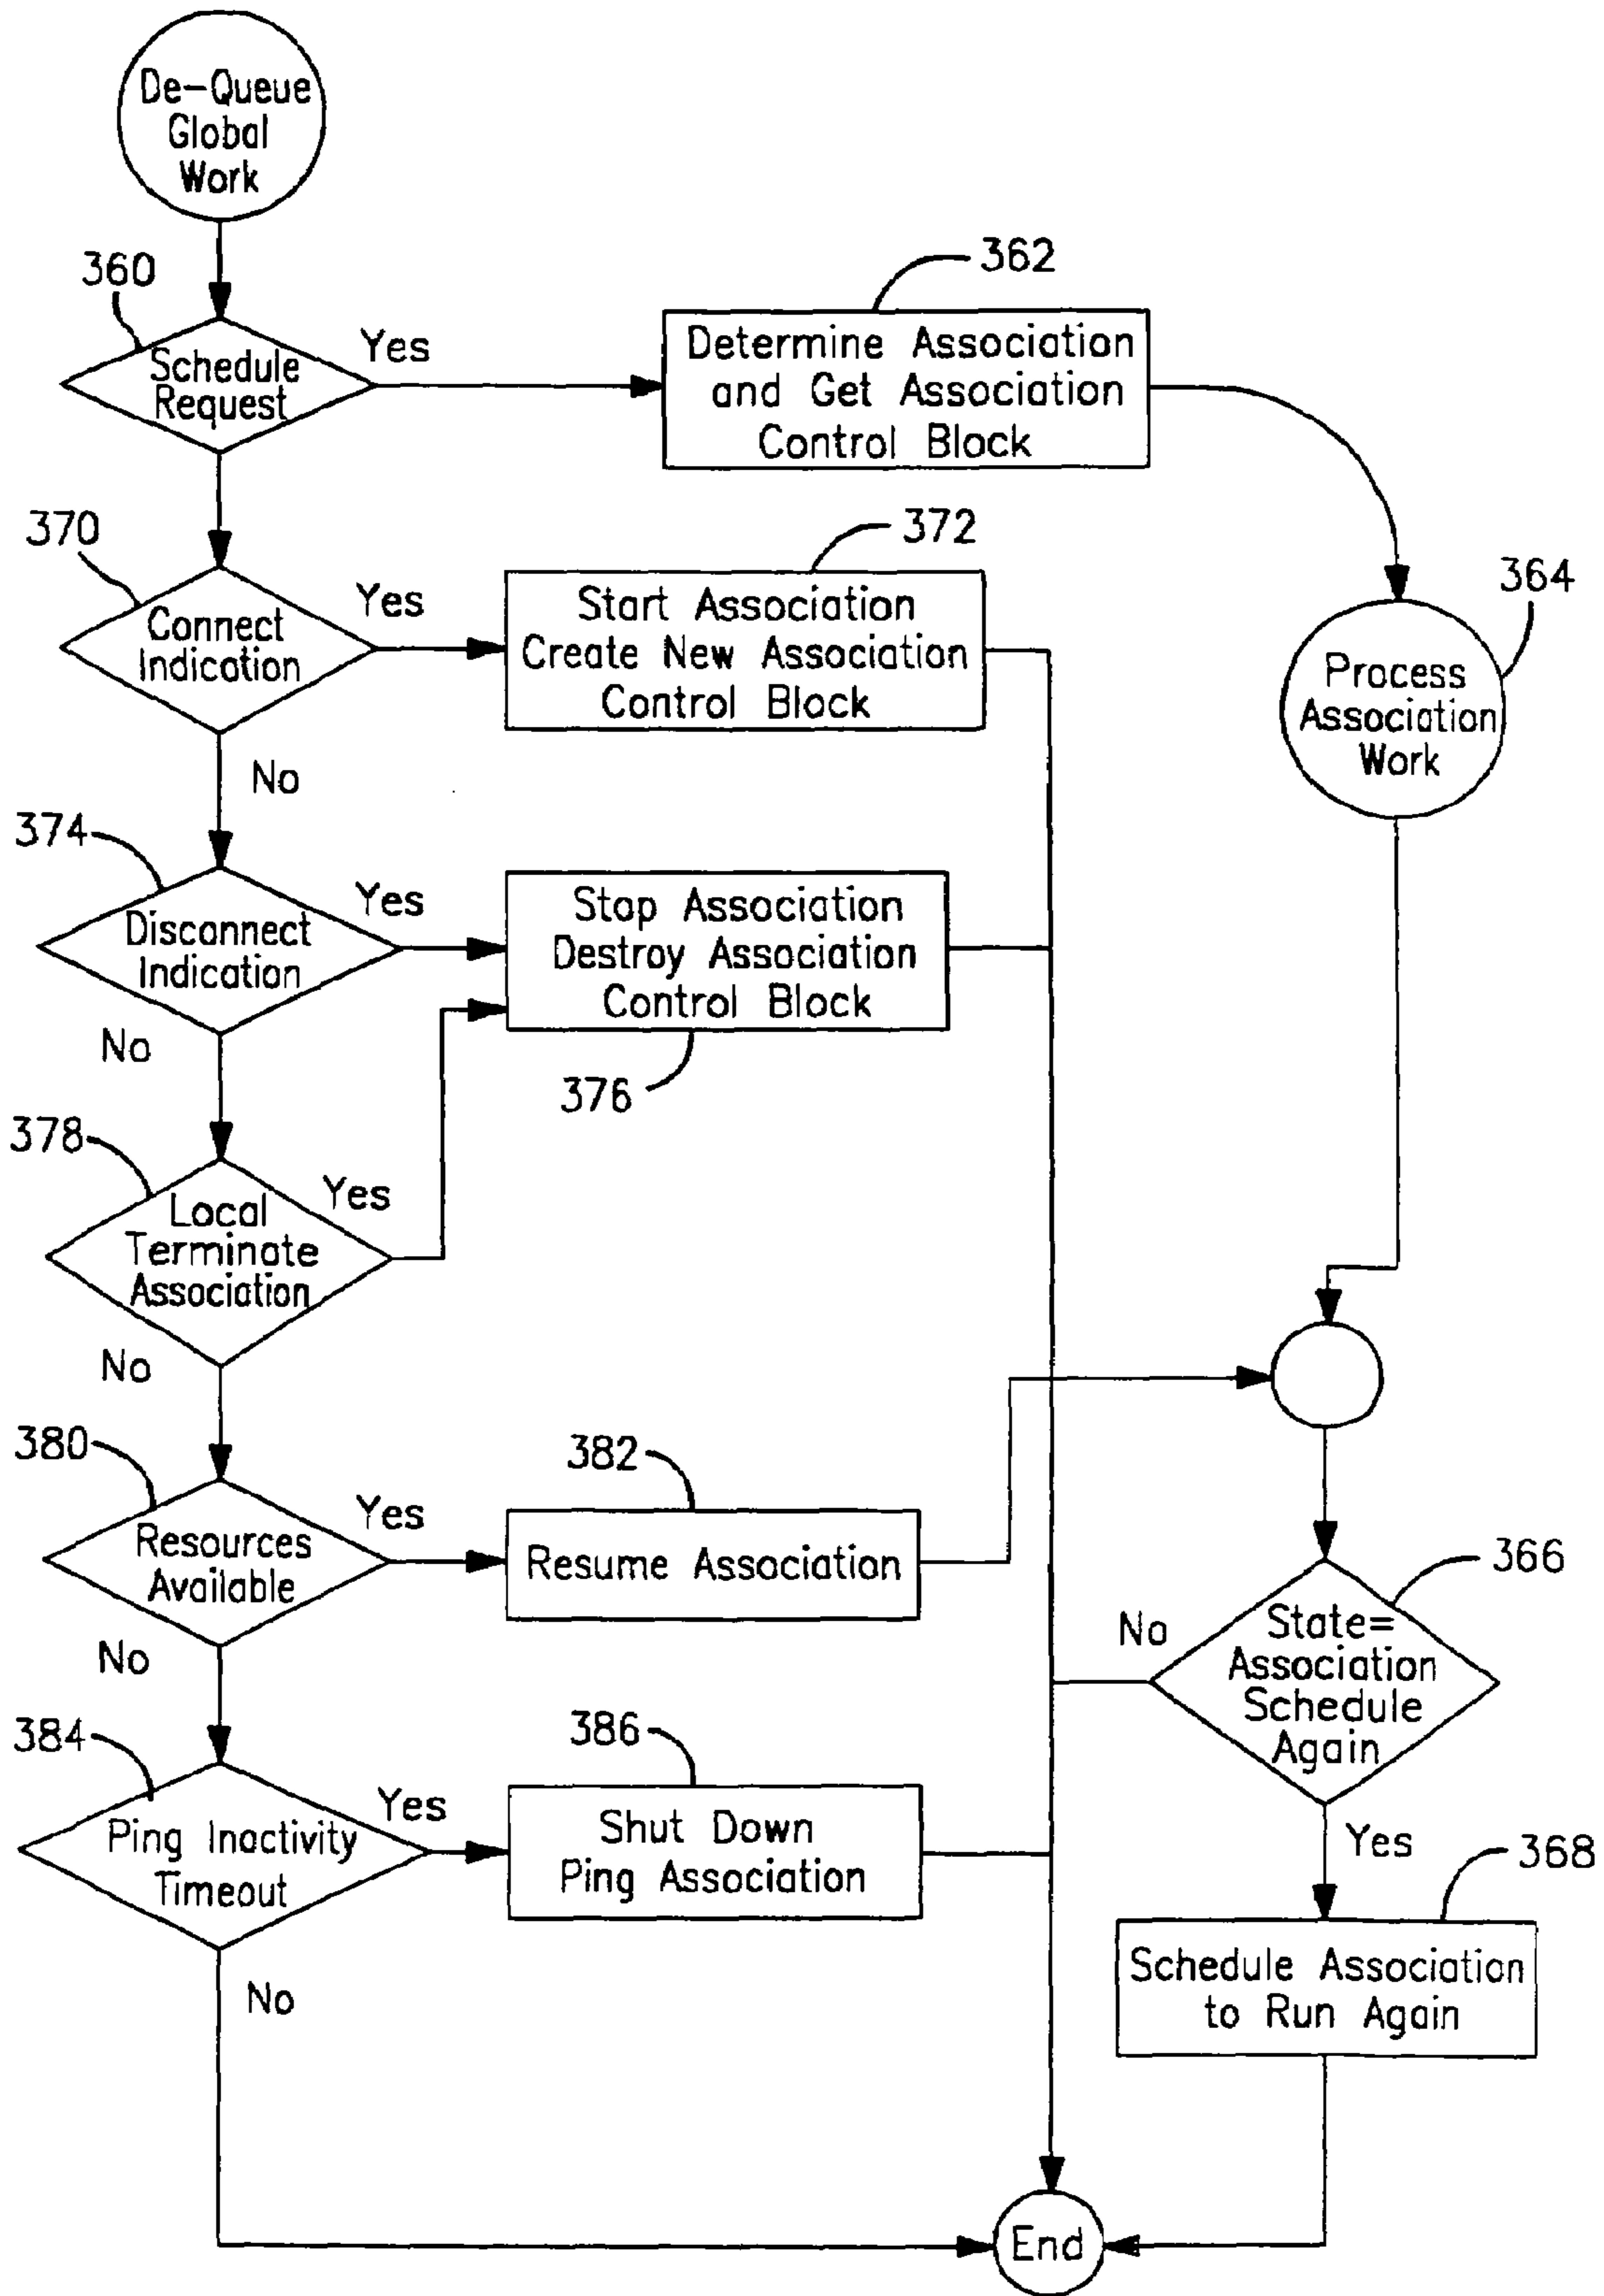 De-Queue
Global
Work
360
Schedule
Request
Yes
362
Determine Association
and Get Association
Control Block
370
Connect
Indication
Yes
372
Start Association
Create New Association
Control Block
364
Process
Association
Work
No
374
Disconnect
Indication
Yes
Stop Association
Destroy Association
Control Block
376
No
378
Local
Terminate
Association
Yes
No
380
Resources
Available
Yes
382
Resume Association
366
State=
Association
Schedule
Again
No
Yes
No
384
Ping Inactivity
Timeout
Yes
386
Shut Down
Ping Association
368
Schedule Association
to Run Again
No
End